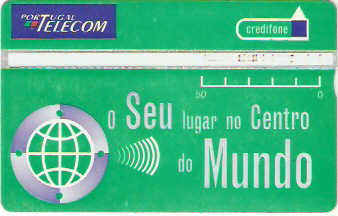 PORTUGAL
TELECOM
credifone
50 0
O Seu lugar no Centro
do Mundo